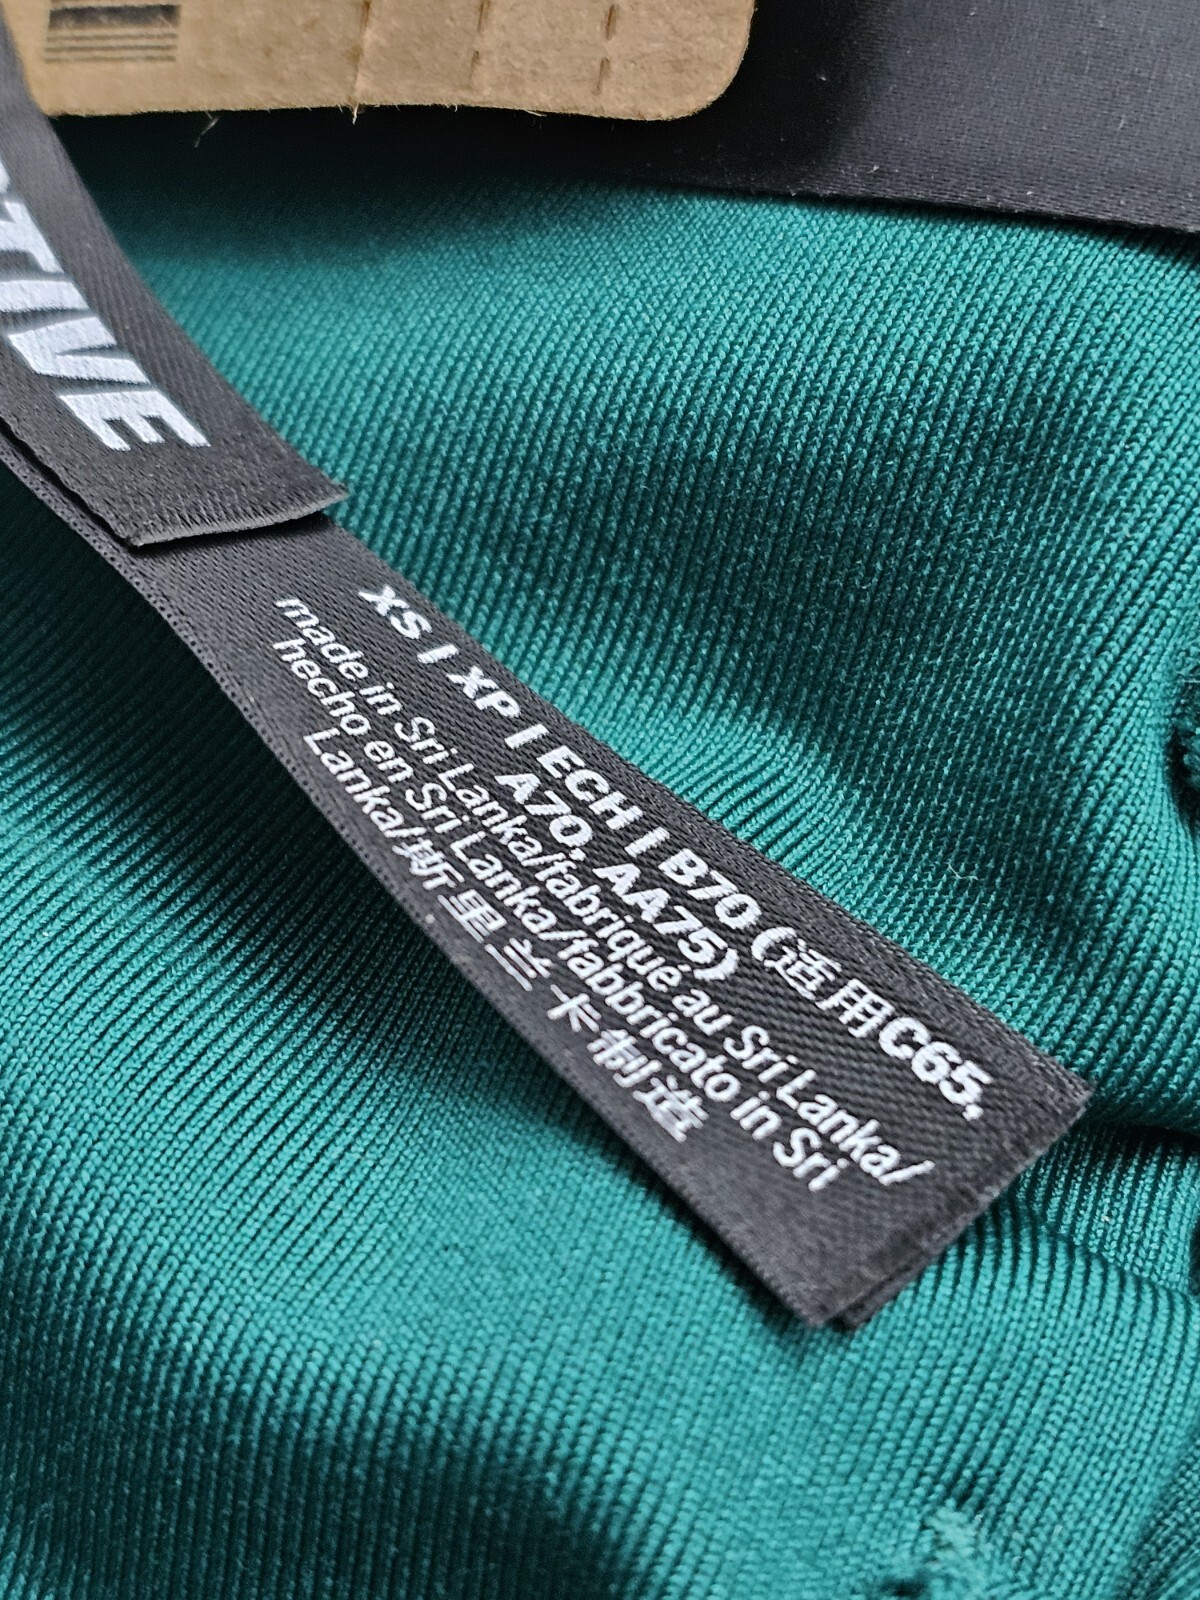 TIVE
XS | XP | ECH | B70 (适用C65,
A70, AA75)
made in Sri Lanka/fabriqué au Sri Lanka/
hecho en Sri Lanka/fabbricato in Sri
Lanka/斯里兰卡制造